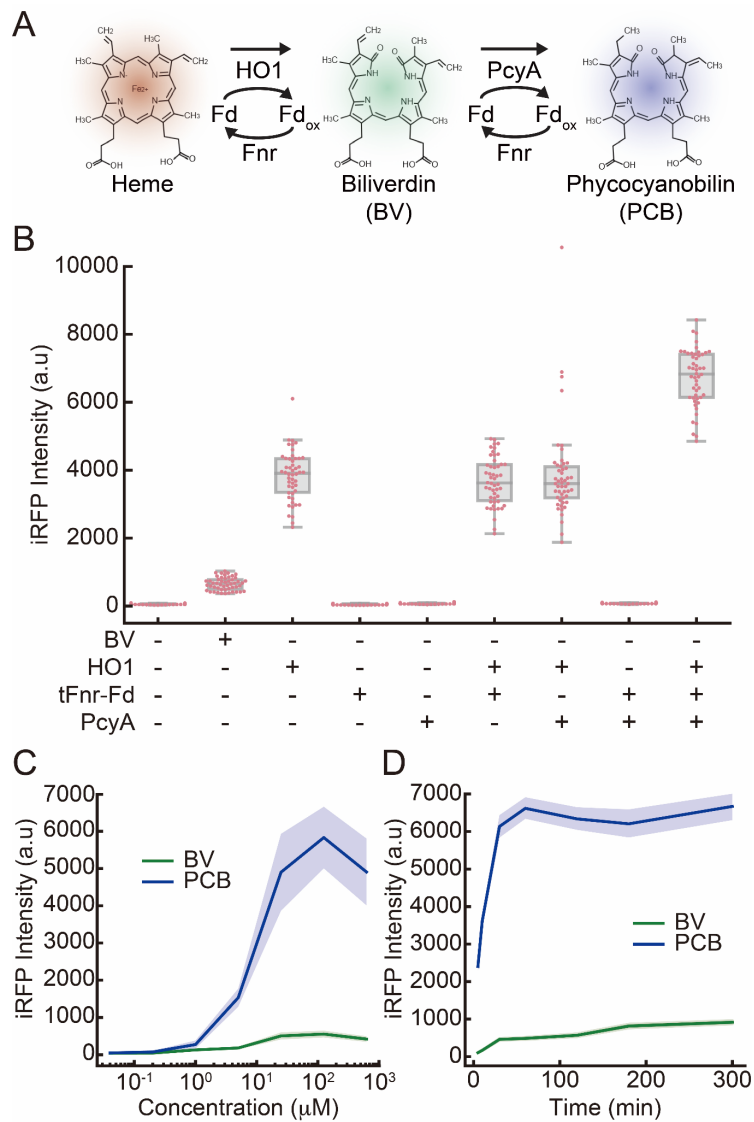 A
CH2
O
CH3
H3C
CH2
HO1
PcyA
Fe2+
NH
HN
N
Fd
Fd
ox
Fnr
Fd
Fd
ox
Fnr
H3C
CH3
OH
O
O
OH
Heme
Biliverdin
(BV)
Phycocyanobilin
(PCB)
B
iRFP Intensity (a.u)
10000
8000
6000
4000
2000
0
BV - + - - - - - - -
HO1 - - + - - + + - +
tFnr-Fd - - - + - + - + +
PcyA - - - - + - + + +
C
iRFP Intensity (a.u)
7000
6000
5000
4000
3000
2000
1000
0
BV
PCB
10-1 100 101 102 103
Concentration (μM)
D
iRFP Intensity (a.u)
7000
6000
5000
4000
3000
2000
1000
0
BV
PCB
0 100 200 300
Time (min)